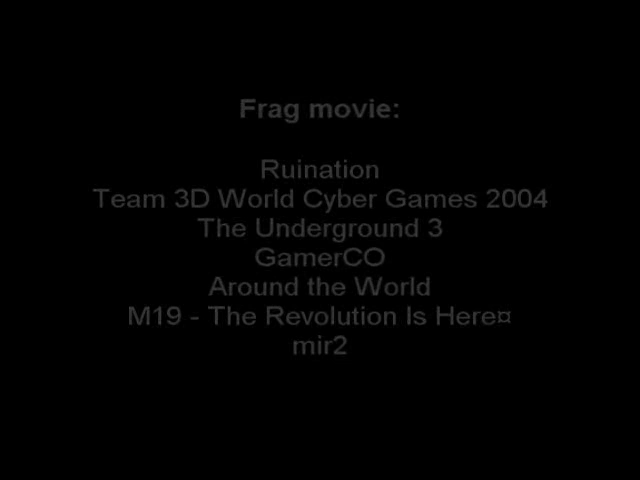 Frag movie:
Ruination
Team 3D World Cyber Games 2004
The Underground 3
GamerCO
Around the World
M19 - The Revolution Is Here¤
mir2